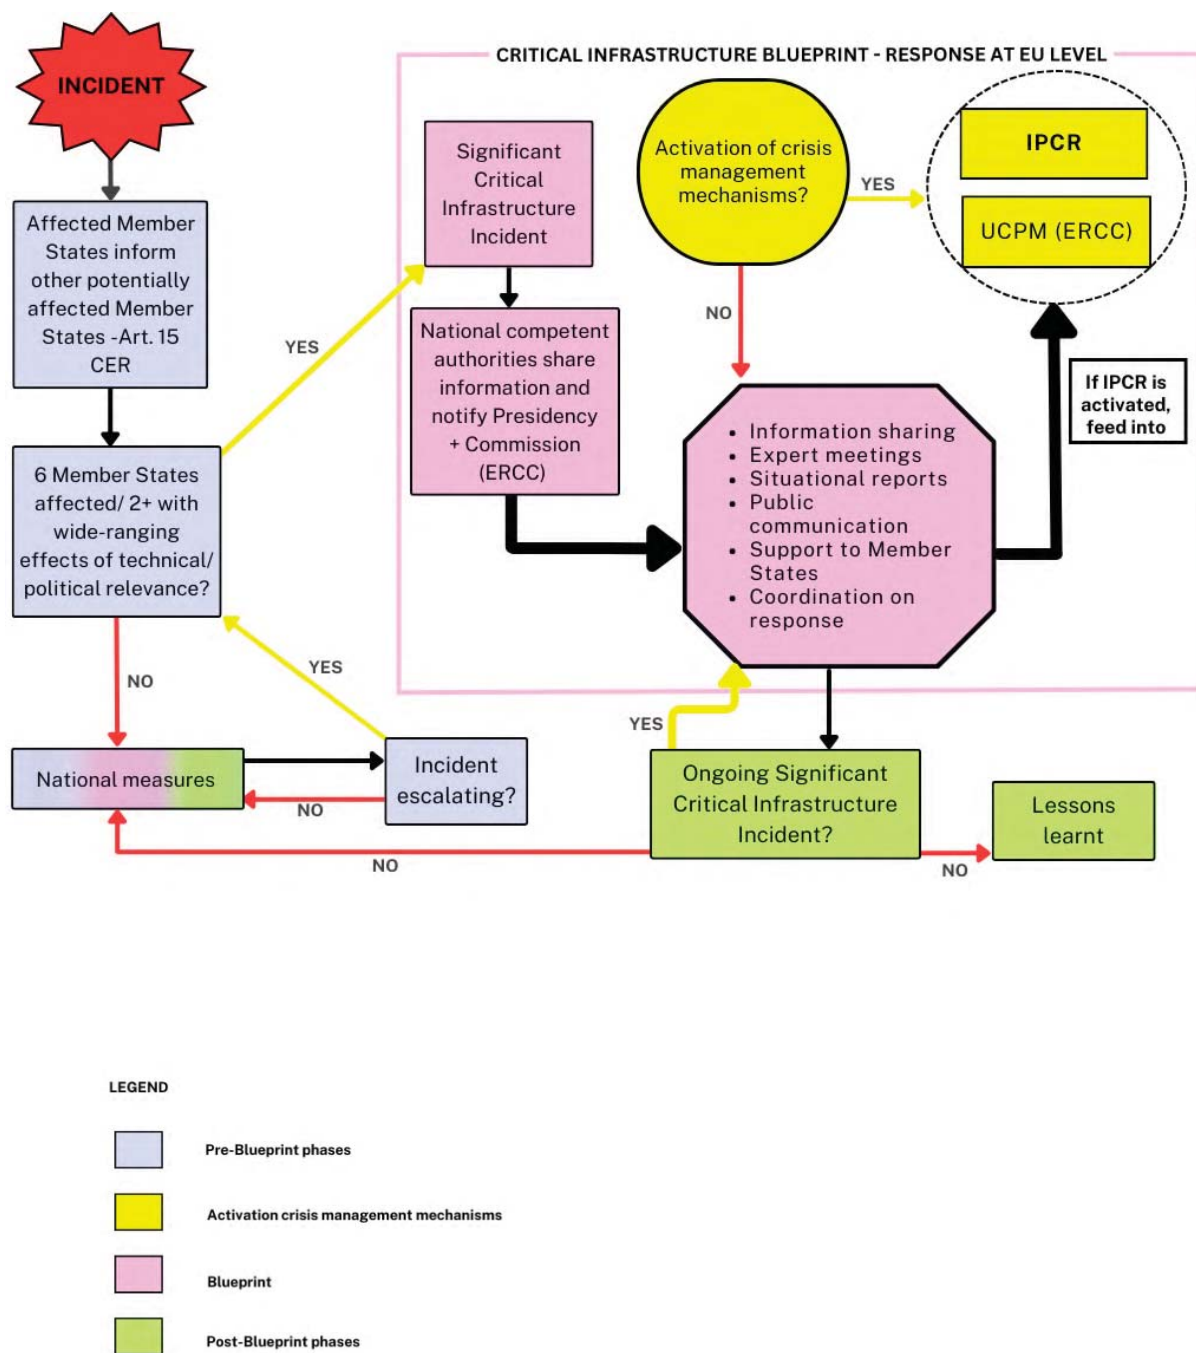 CRITICAL INFRASTRUCTURE BLUEPRINT - RESPONSE AT EU LEVEL
INCIDENT
Affected Member
States inform
other potentially
affected Member
States -Art. 15
CER
6 Member States
affected/ 2+ with
wide-ranging
effects of technical/
political relevance?
YES
NO
National measures
Incident
escalating?
YES
NO
Significant
Critical
Infrastructure
Incident
National competent
authorities share
information and
notify Presidency
+ Commission
(ERCC)
Activation of crisis
management
mechanisms?
YES
NO
IPCR
UCPM (ERCC)
If IPCR is
activated,
feed into
• Information sharing
• Expert meetings
• Situational reports
• Public
communication
• Support to Member
States
• Coordination on
response
YES
Ongoing Significant
Critical Infrastructure
Incident?
NO
NO
Lessons
learnt
LEGEND
Pre-Blueprint phases
Activation crisis management mechanisms
Blueprint
Post-Blueprint phases